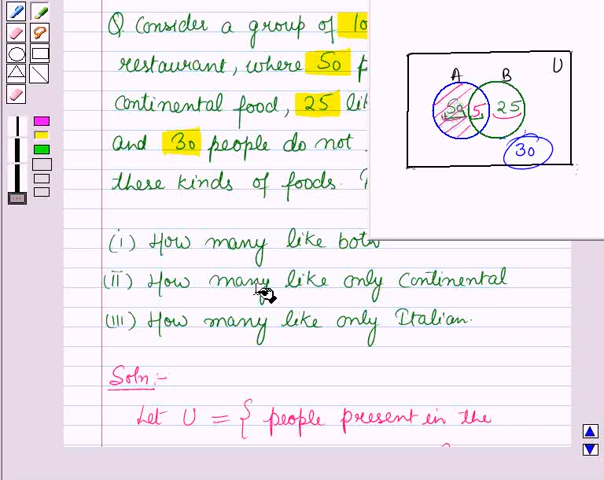 Q Consider a group of 10
restaurant, where 50 p
continental food, 25 li
and 30 people do not
these kinds of foods.
(i) How many like both
(ii) How many like only Continental
(iii) How many like only Italian.
Soln:-
Let U = { people present in the
U
A B
50 5 25
30